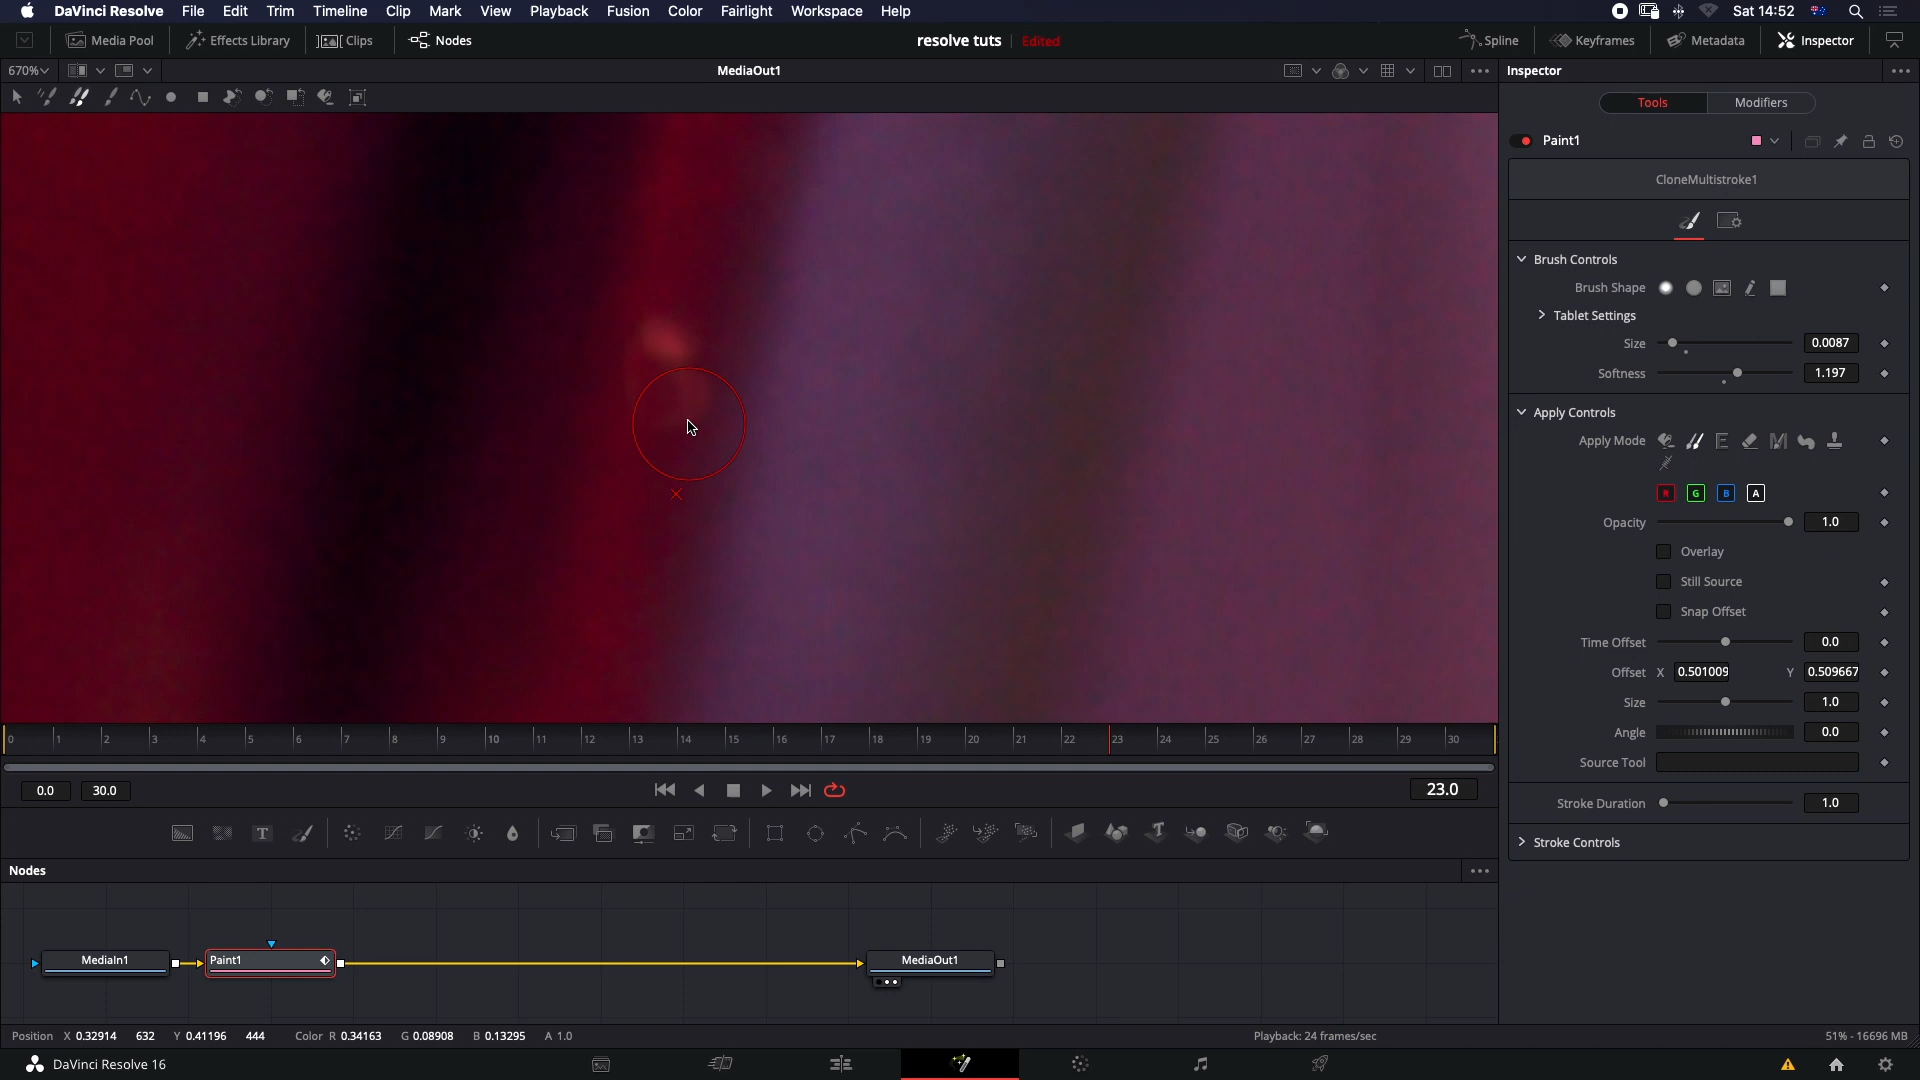 DaVinci Resolve File Edit Trim Timeline Clip Mark View Playback Fusion Color Fairlight Workspace Help Sat 14:52
Media Pool Effects Library Clips Nodes resolve tuts Edited Spline Keyframes Metadata Inspector
670% MediaOut1 Inspector
Tools Modifiers
Paint1
CloneMultistroke1
Brush Controls
Brush Shape
Tablet Settings
Size 0.0087
Softness 1.197
Apply Controls
Apply Mode
R G B A
Opacity 1.0
Overlay
Still Source
Snap Offset
Time Offset 0.0
Offset X 0.501009 Y 0.509667
Size 1.0
Angle 0.0
Source Tool
Stroke Duration 1.0
Stroke Controls
0 1 2 3 4 5 6 7 8 9 10 11 12 13 14 15 16 17 18 19 20 21 22 23 24 25 26 27 28 29 30
0.0 30.0 23.0
T
Nodes
MediaIn1 Paint1 MediaOut1
Position X 0.32914 632 Y 0.41196 444 Color R 0.34163 G 0.08908 B 0.13295 A 1.0 Playback: 24 frames/sec 51% - 16696 MB
DaVinci Resolve 16